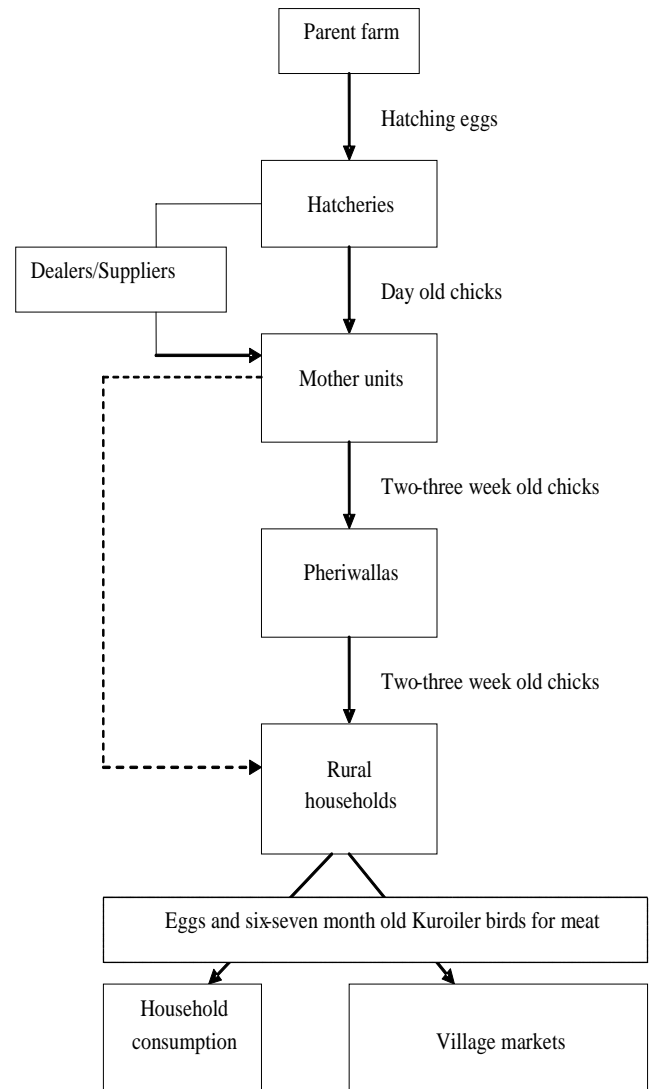 Parent farm
Hatching eggs
Hatcheries
Dealers/Suppliers
Day old chicks
Mother units
Two-three week old chicks
Pheriwallas
Two-three week old chicks
Rural
households
Eggs and six-seven month old Kuroiler birds for meat
Household
consumption
Village markets